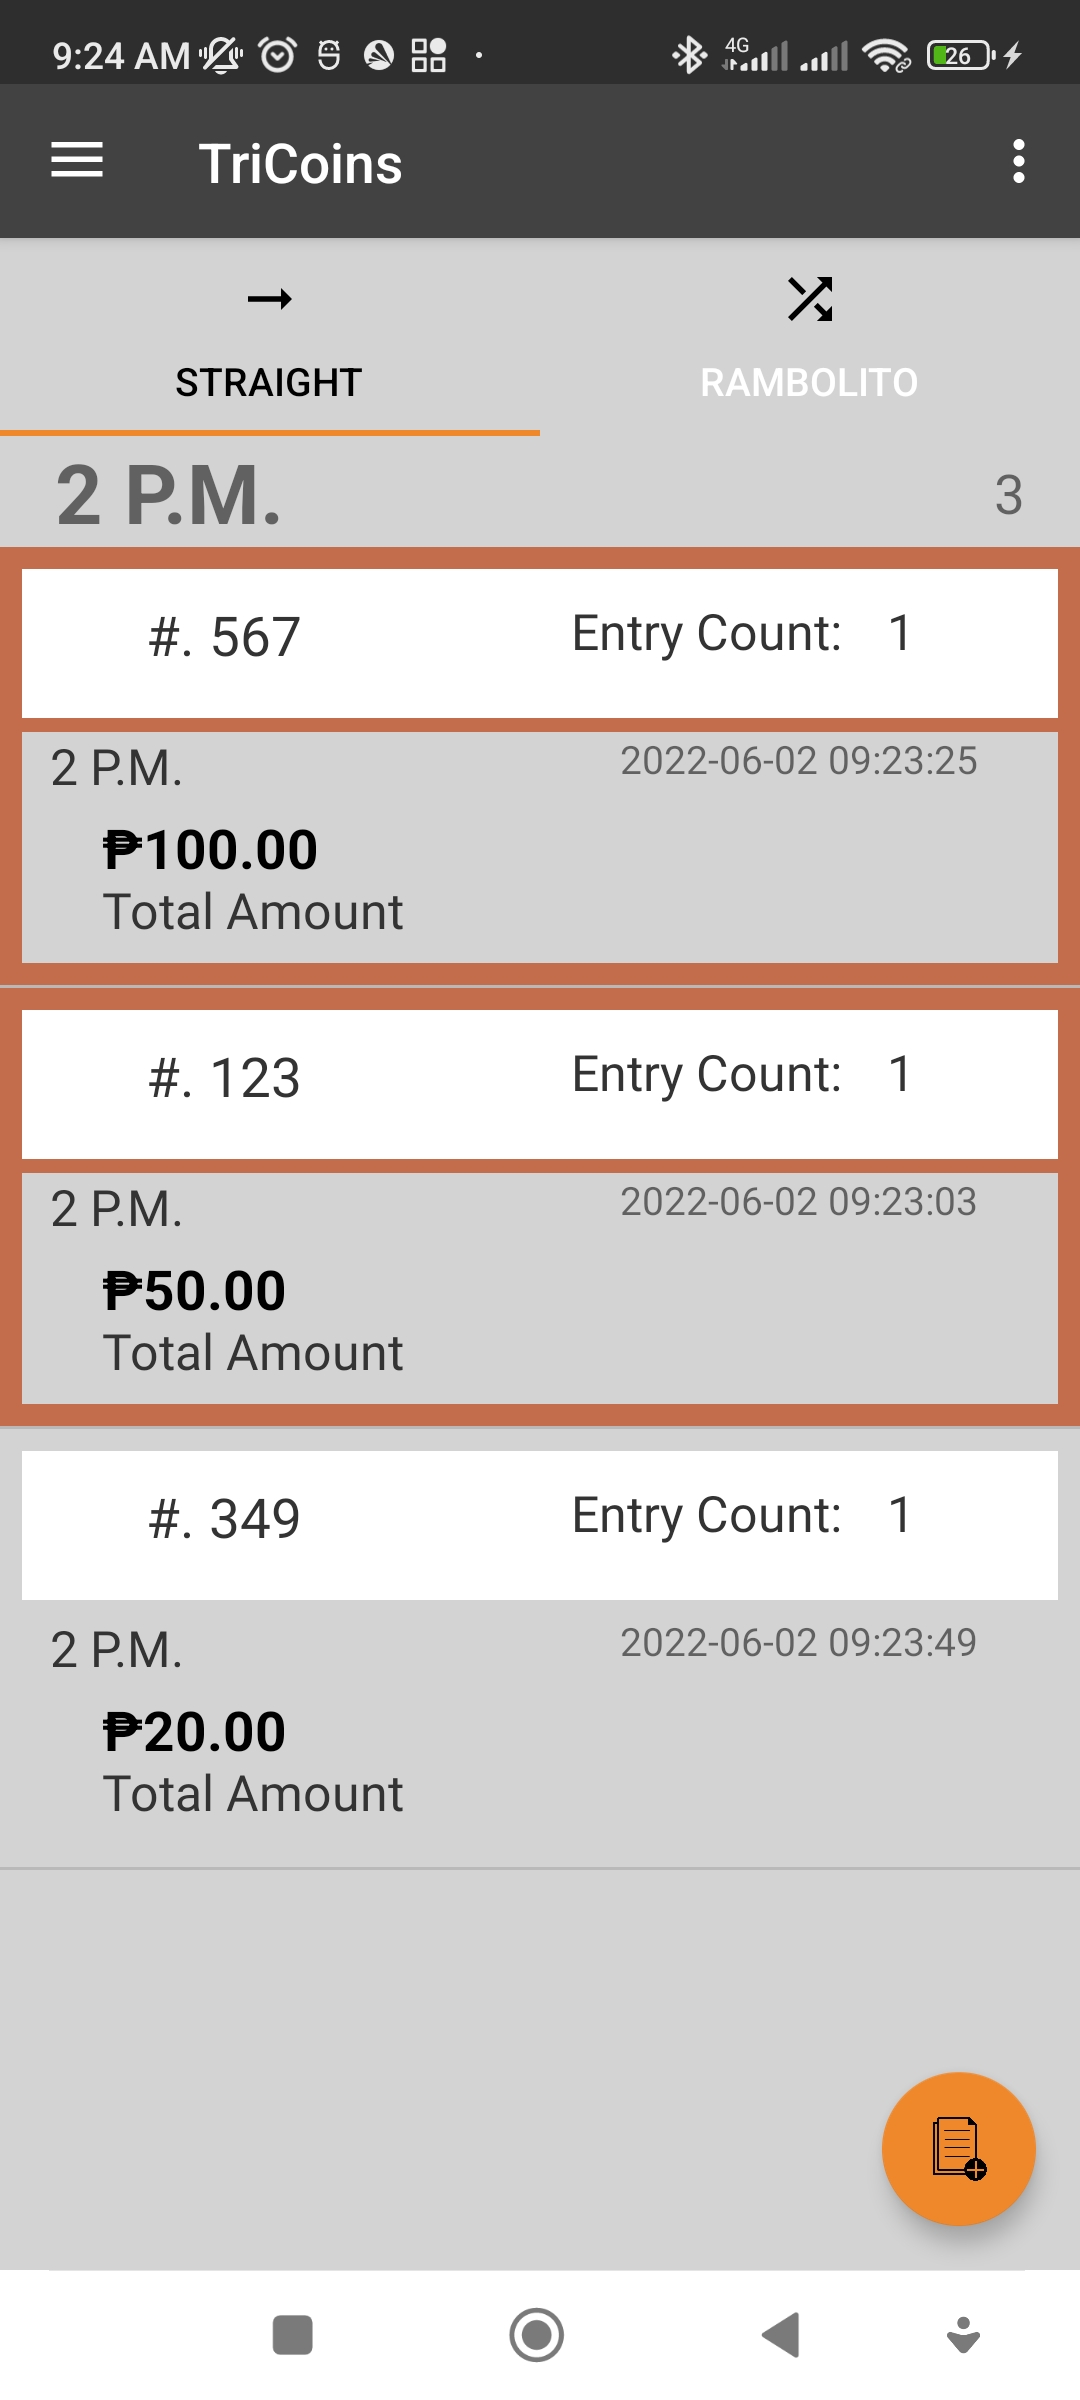 9:24 AM 4G 26
TriCoins
STRAIGHT RAMBOLITO
2 P.M. 3
#. 567 Entry Count: 1
2 P.M. 2022-06-02 09:23:25
₱100.00
Total Amount
#. 123 Entry Count: 1
2 P.M. 2022-06-02 09:23:03
₱50.00
Total Amount
#. 349 Entry Count: 1
2 P.M. 2022-06-02 09:23:49
₱20.00
Total Amount